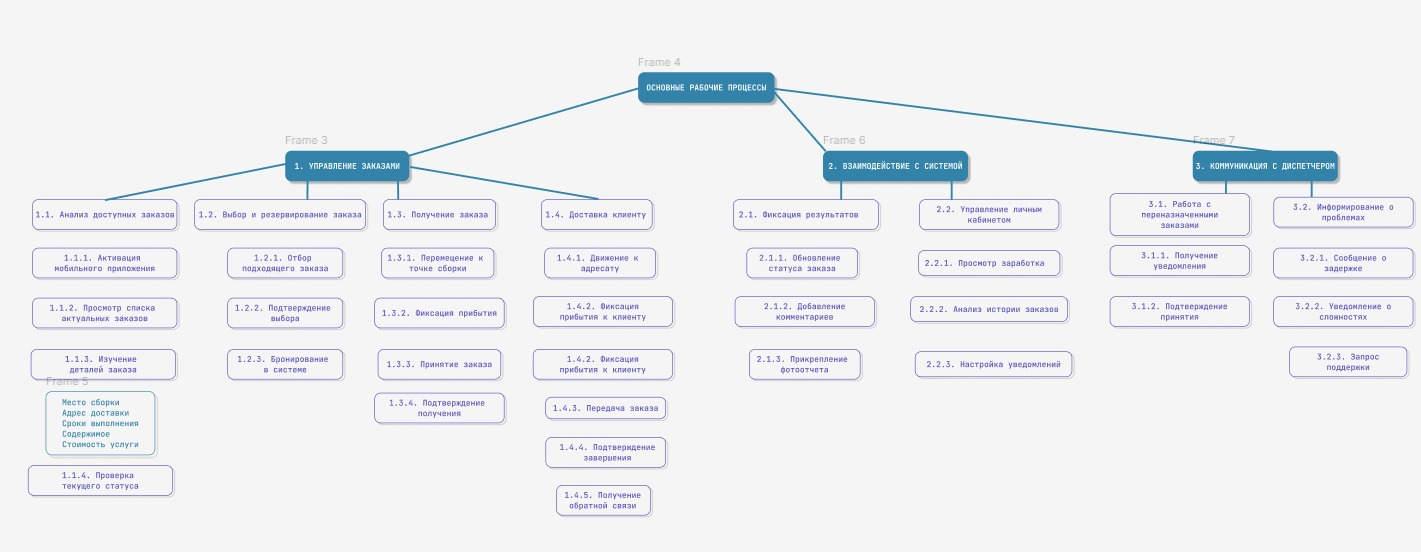 Frame 4
ОСНОВНЫЕ РАБОЧИЕ ПРОЦЕССЫ
Frame 3
1. УПРАВЛЕНИЕ ЗАКАЗАМИ
Frame 6
2. ВЗАИМОДЕЙСТВИЕ С СИСТЕМОЙ
Frame 7
3. КОММУНИКАЦИЯ С ДИСПЕТЧЕРОМ
1.1. Анализ доступных заказов
1.1.1. Активация
мобильного приложения
1.1.2. Просмотр списка
актуальных заказов
1.1.3. Изучение
деталей заказа
Frame 5
Место сборки
Адрес доставки
Сроки выполнения
Содержимое
Стоимость услуги
1.1.4. Проверка
текущего статуса
1.2. Выбор и резервирование заказа
1.2.1. Отбор
подходящего заказа
1.2.2. Подтверждение
выбора
1.2.3. Бронирование
в системе
1.3. Получение заказа
1.3.1. Перемещение к
точке сборки
1.3.2. Фиксация прибытия
1.3.3. Принятие заказа
1.3.4. Подтверждение
получения
1.4. Доставка клиенту
1.4.1. Движение к
адресату
1.4.2. Фиксация
прибытия к клиенту
1.4.2. Фиксация
прибытия к клиенту
1.4.3. Передача заказа
1.4.4. Подтверждение
завершения
1.4.5. Получение
обратной связи
2.1. Фиксация результатов
2.1.1. Обновление
статуса заказа
2.1.2. Добавление
комментариев
2.1.3. Прикрепление
фотоотчета
2.2. Управление личным
кабинетом
2.2.1. Просмотр заработка
2.2.2. Анализ истории заказов
2.2.3. Настройка уведомлений
3.1. Работа с
переназначенными
заказами
3.1.1. Получение
уведомления
3.1.2. Подтверждение
принятия
3.2. Информирование о
проблемах
3.2.1. Сообщение о
задержке
3.2.2. Уведомление о
сложностях
3.2.3. Запрос
поддержки